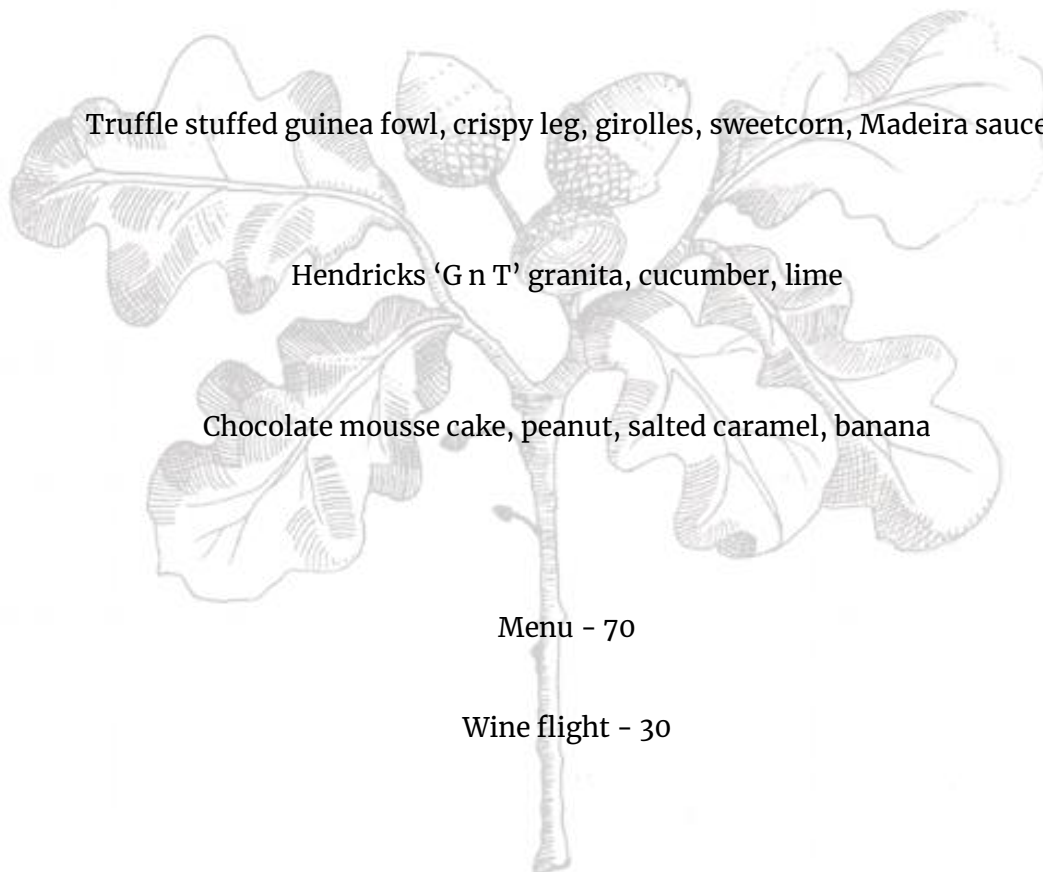 Truffle stuffed guinea fowl, crispy leg, girolles, sweetcorn, Madeira sauce
Hendricks ‘G n T’ granita, cucumber, lime
Chocolate mousse cake, peanut, salted caramel, banana
Menu - 70
Wine flight - 30